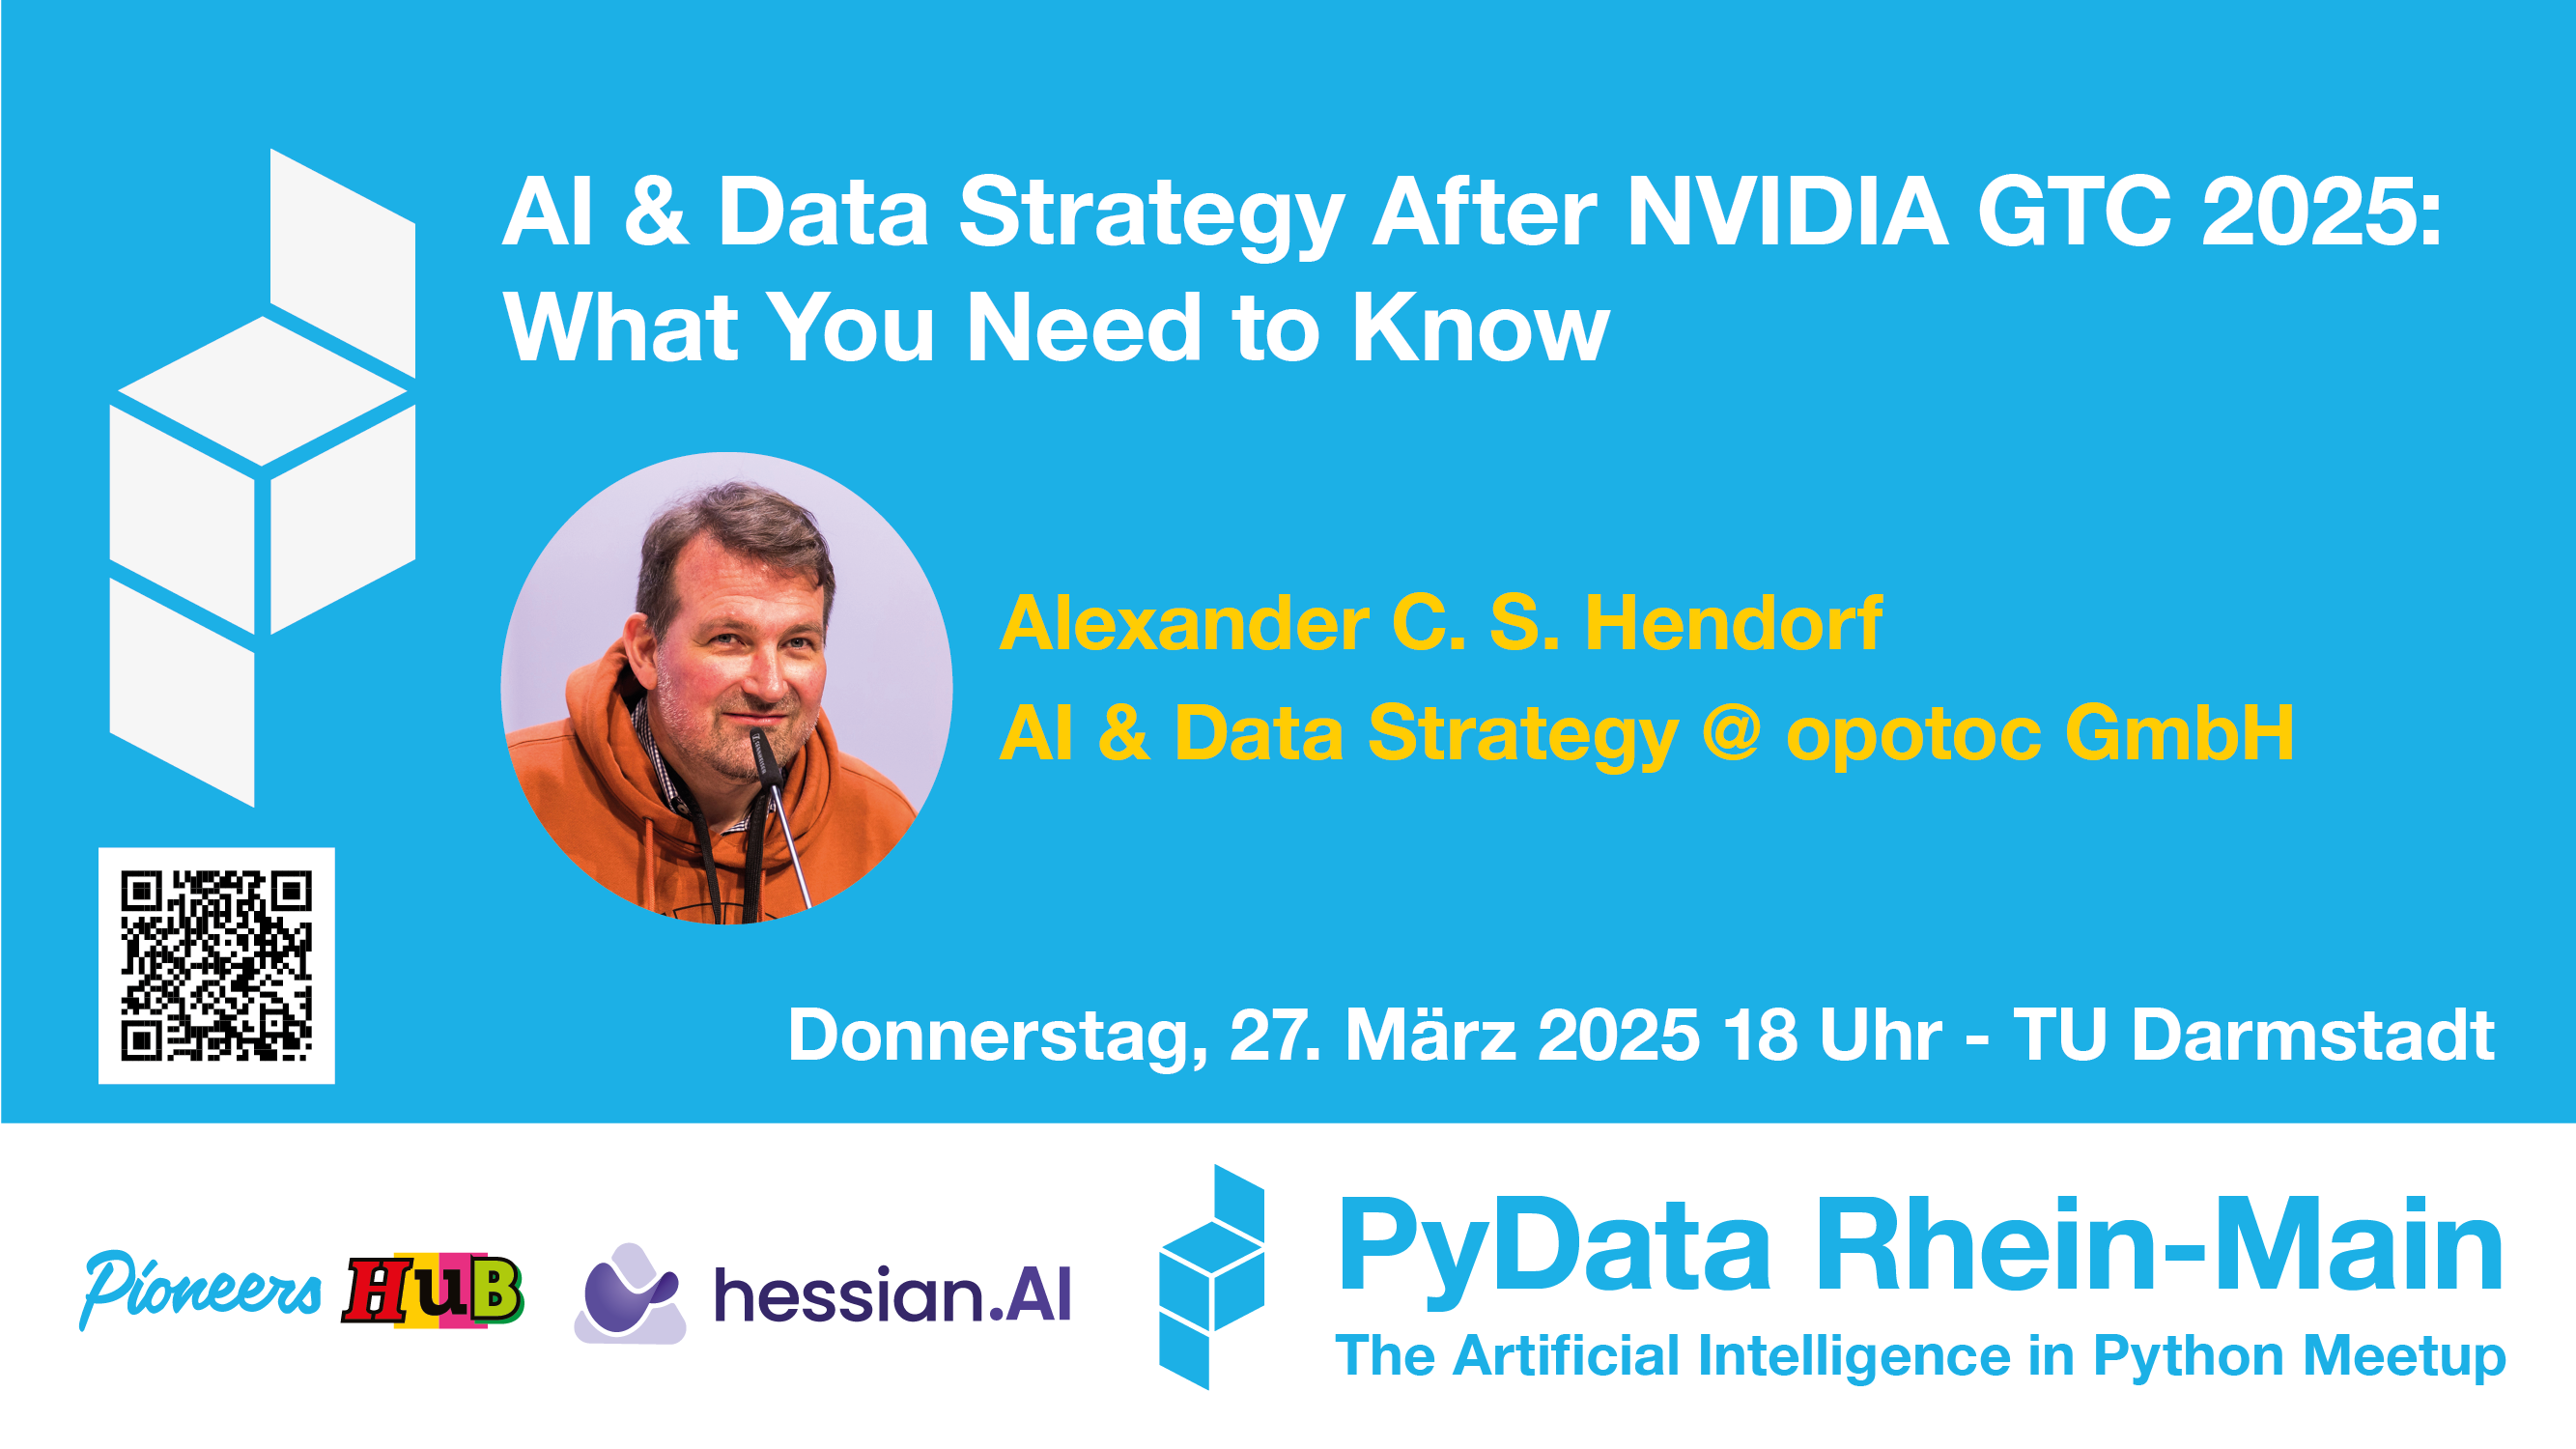 AI & Data Strategy After NVIDIA GTC 2025:
What You Need to Know
Alexander C. S. Hendorf
AI & Data Strategy @ opotoc GmbH
Donnerstag, 27. März 2025 18 Uhr - TU Darmstadt
Pioneers HuB
hessian.AI
PyData Rhein-Main
The Artificial Intelligence in Python Meetup